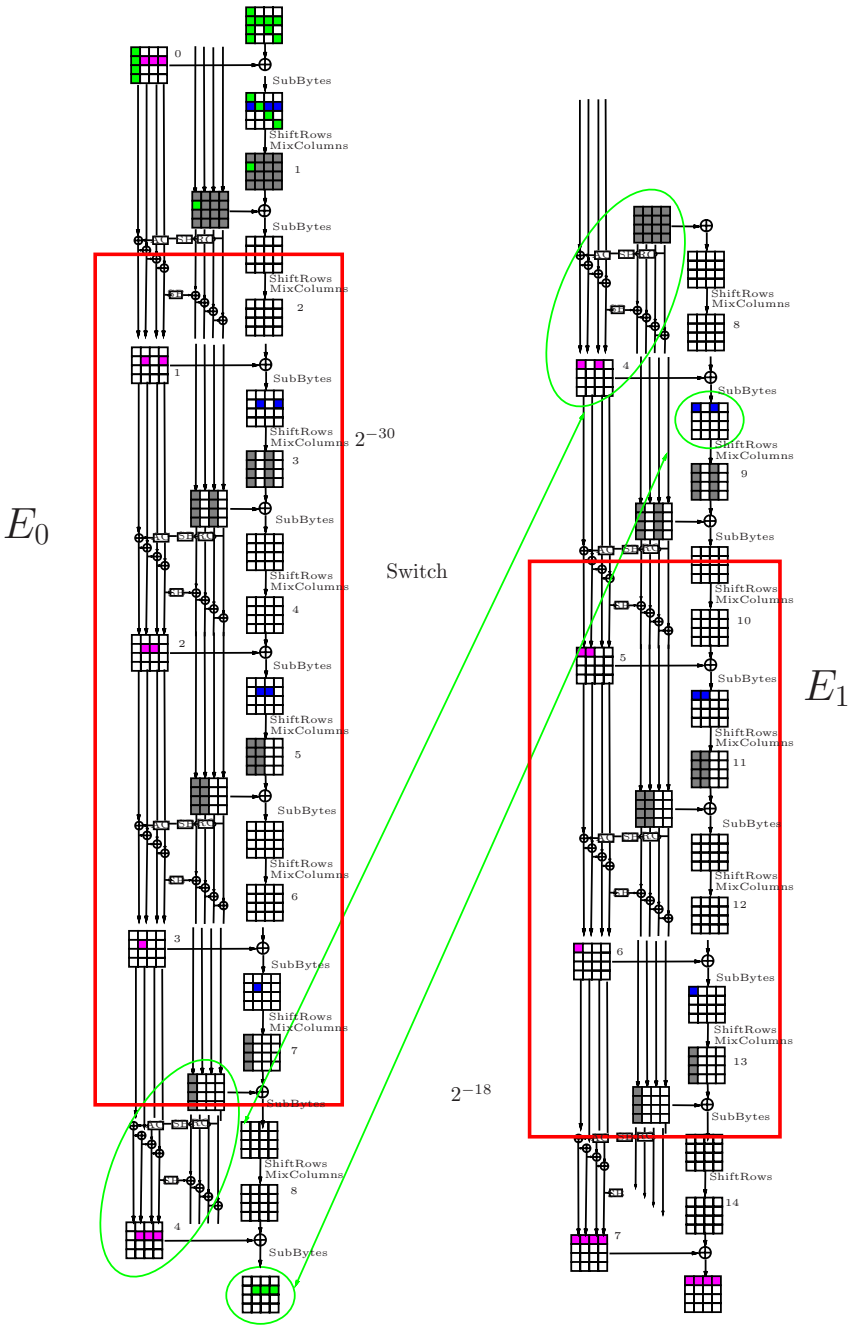 0
SubBytes
ShiftRows
MixColumns
1
SubBytes
ShiftRows
MixColumns
2
1
SubBytes
ShiftRows
MixColumns
3
2^{-30}
E_0
SubBytes
ShiftRows
MixColumns
4
2
SubBytes
ShiftRows
MixColumns
5
SubBytes
ShiftRows
MixColumns
6
3
SubBytes
ShiftRows
MixColumns
7
SubBytes
ShiftRows
MixColumns
8
4
SubBytes
Switch
2^{-18}
SubBytes
ShiftRows
MixColumns
8
4
SubBytes
ShiftRows
MixColumns
9
SubBytes
ShiftRows
MixColumns
10
5
SubBytes
E_1
ShiftRows
MixColumns
11
SubBytes
ShiftRows
MixColumns
12
6
SubBytes
ShiftRows
MixColumns
13
SubBytes
ShiftRows
14
7